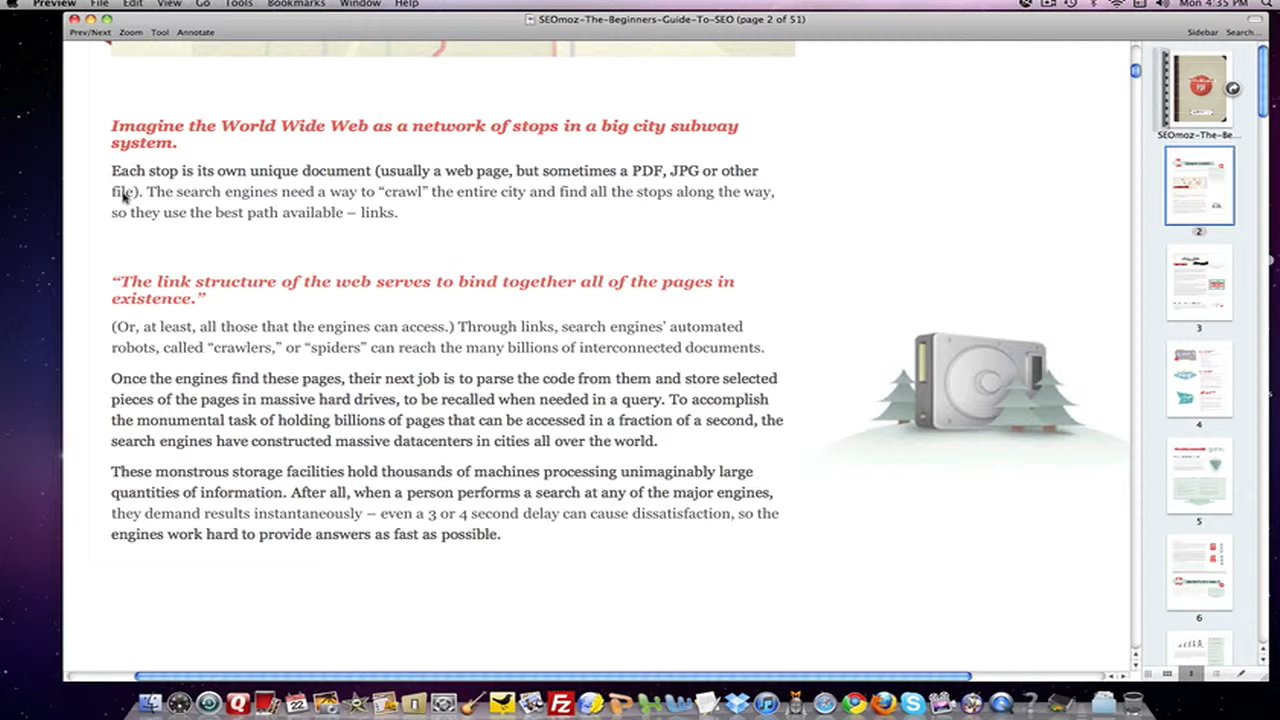 Preview File Edit View Go Tools Bookmarks Window Help
Mon 4:35 PM
SEOmoz-The-Beginners-Guide-To-SEO (page 2 of 51)
Prev/Next Zoom Tool Annotate
Sidebar Search...
Imagine the World Wide Web as a network of stops in a big city subway
system.
Each stop is its own unique document (usually a web page, but sometimes a PDF, JPG or other
file). The search engines need a way to “crawl” the entire city and find all the stops along the way,
so they use the best path available – links.
“The link structure of the web serves to bind together all of the pages in
existence.”
(Or, at least, all those that the engines can access.) Through links, search engines’ automated
robots, called “crawlers,” or “spiders” can reach the many billions of interconnected documents.
Once the engines find these pages, their next job is to parse the code from them and store selected
pieces of the pages in massive hard drives, to be recalled when needed in a query. To accomplish
the monumental task of holding billions of pages that can be accessed in a fraction of a second, the
search engines have constructed massive datacenters in cities all over the world.
These monstrous storage facilities hold thousands of machines processing unimaginably large
quantities of information. After all, when a person performs a search at any of the major engines,
they demand results instantaneously – even a 3 or 4 second delay can cause dissatisfaction, so the
engines work hard to provide answers as fast as possible.
SEOmoz-The-Be...
2
3
4
5
6
22